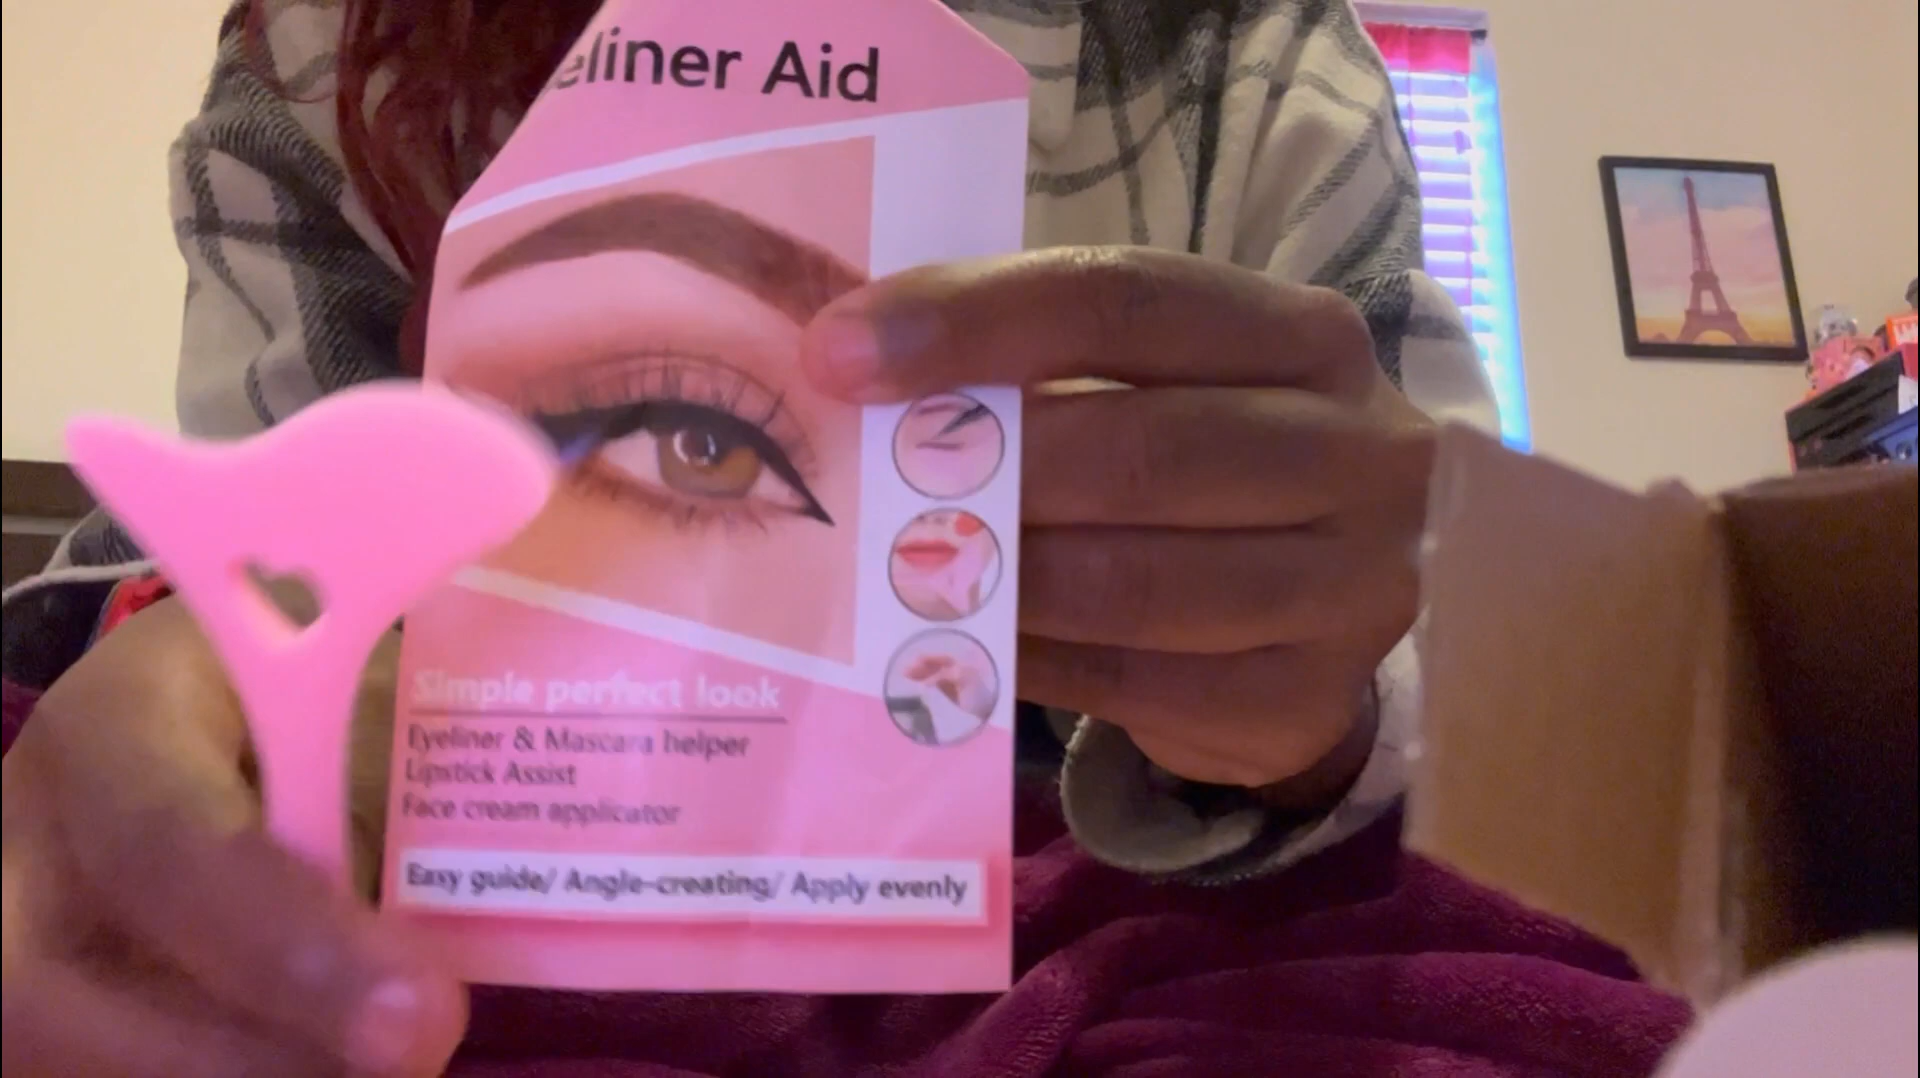 eliner Aid
Simple perfect look
Eyeliner & Mascara helper
Lipstick Assist
Face cream applicator
Easy guide/ Angle-creating/ Apply evenly